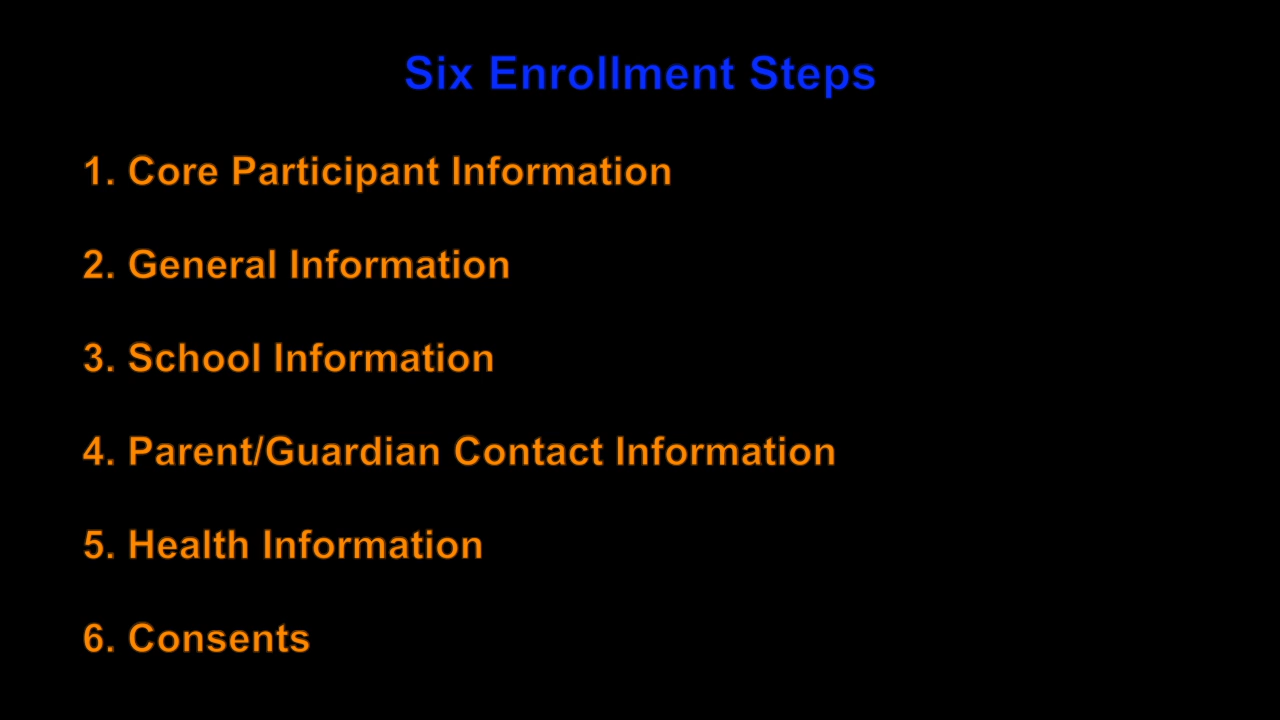 Six Enrollment Steps
1. Core Participant Information
2. General Information
3. School Information
4. Parent/Guardian Contact Information
5. Health Information
6. Consents